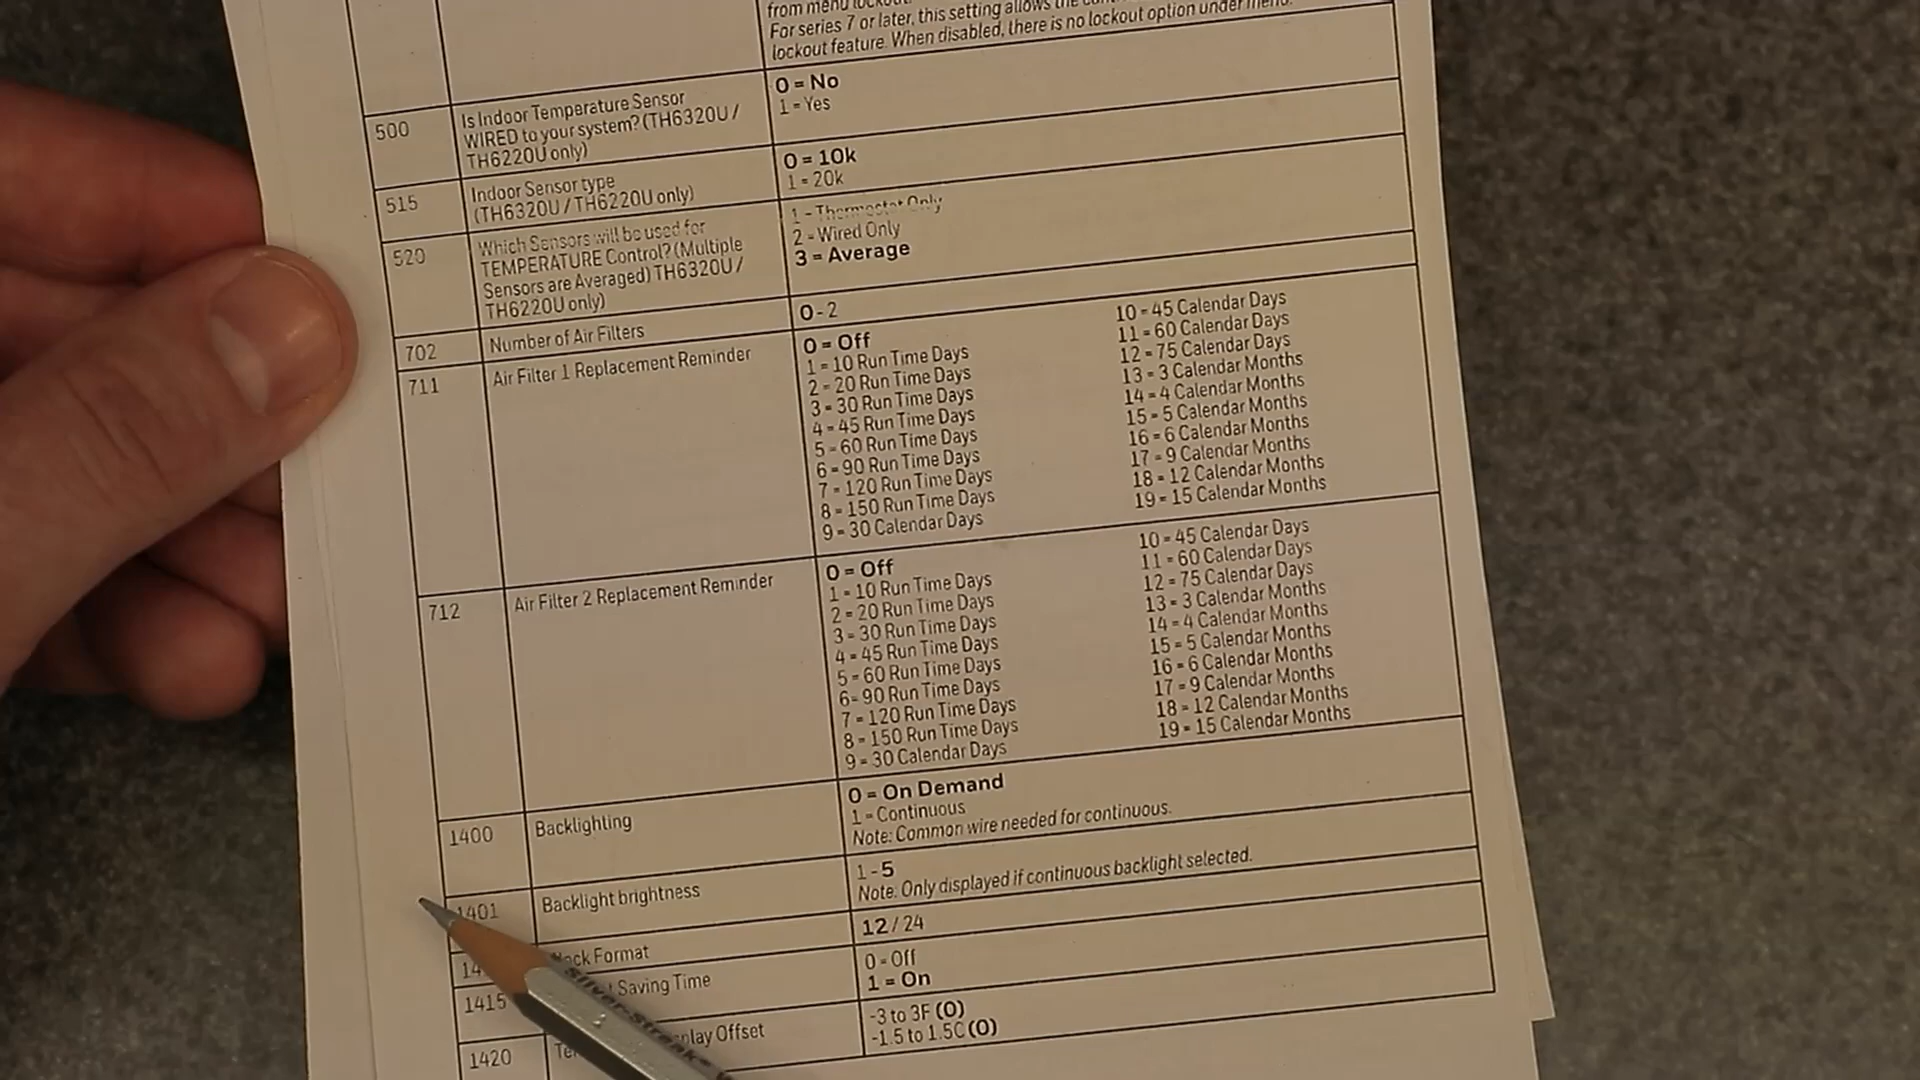 from menu
For series 7 or later, this setting allows the
lockout feature. When disabled, there is no lockout option under menu.
500
Is Indoor Temperature Sensor
WIRED to your system? (TH6320U /
TH6220U only)
0 = No
1 = Yes
515
Indoor Sensor type
(TH6320U / TH6220U only)
0 = 10k
1 = 20k
520
Which Sensors will be used for
TEMPERATURE Control? (Multiple
Sensors are Averaged) TH6320U /
TH6220U only)
1 - Thermostat Only
2 - Wired Only
3 = Average
702
Number of Air Filters
0 - 2
711
Air Filter 1 Replacement Reminder
0 = Off
1 = 10 Run Time Days
2 = 20 Run Time Days
3 = 30 Run Time Days
4 = 45 Run Time Days
5 = 60 Run Time Days
6 = 90 Run Time Days
7 = 120 Run Time Days
8 = 150 Run Time Days
9 = 30 Calendar Days
10 = 45 Calendar Days
11 = 60 Calendar Days
12 = 75 Calendar Days
13 = 3 Calendar Months
14 = 4 Calendar Months
15 = 5 Calendar Months
16 = 6 Calendar Months
17 = 9 Calendar Months
18 = 12 Calendar Months
19 = 15 Calendar Months
712
Air Filter 2 Replacement Reminder
0 = Off
1 = 10 Run Time Days
2 = 20 Run Time Days
3 = 30 Run Time Days
4 = 45 Run Time Days
5 = 60 Run Time Days
6 = 90 Run Time Days
7 = 120 Run Time Days
8 = 150 Run Time Days
9 = 30 Calendar Days
10 = 45 Calendar Days
11 = 60 Calendar Days
12 = 75 Calendar Days
13 = 3 Calendar Months
14 = 4 Calendar Months
15 = 5 Calendar Months
16 = 6 Calendar Months
17 = 9 Calendar Months
18 = 12 Calendar Months
19 = 15 Calendar Months
1400
Backlighting
0 = On Demand
1 = Continuous
Note: Common wire needed for continuous.
1401
Backlight brightness
1 - 5
Note: Only displayed if continuous backlight selected.
Format
12 / 24
1415
Saving Time
0 = Off
1 = On
1420
Offset
-3 to 3F (0)
-1.5 to 1.5C (0)
silver-streak